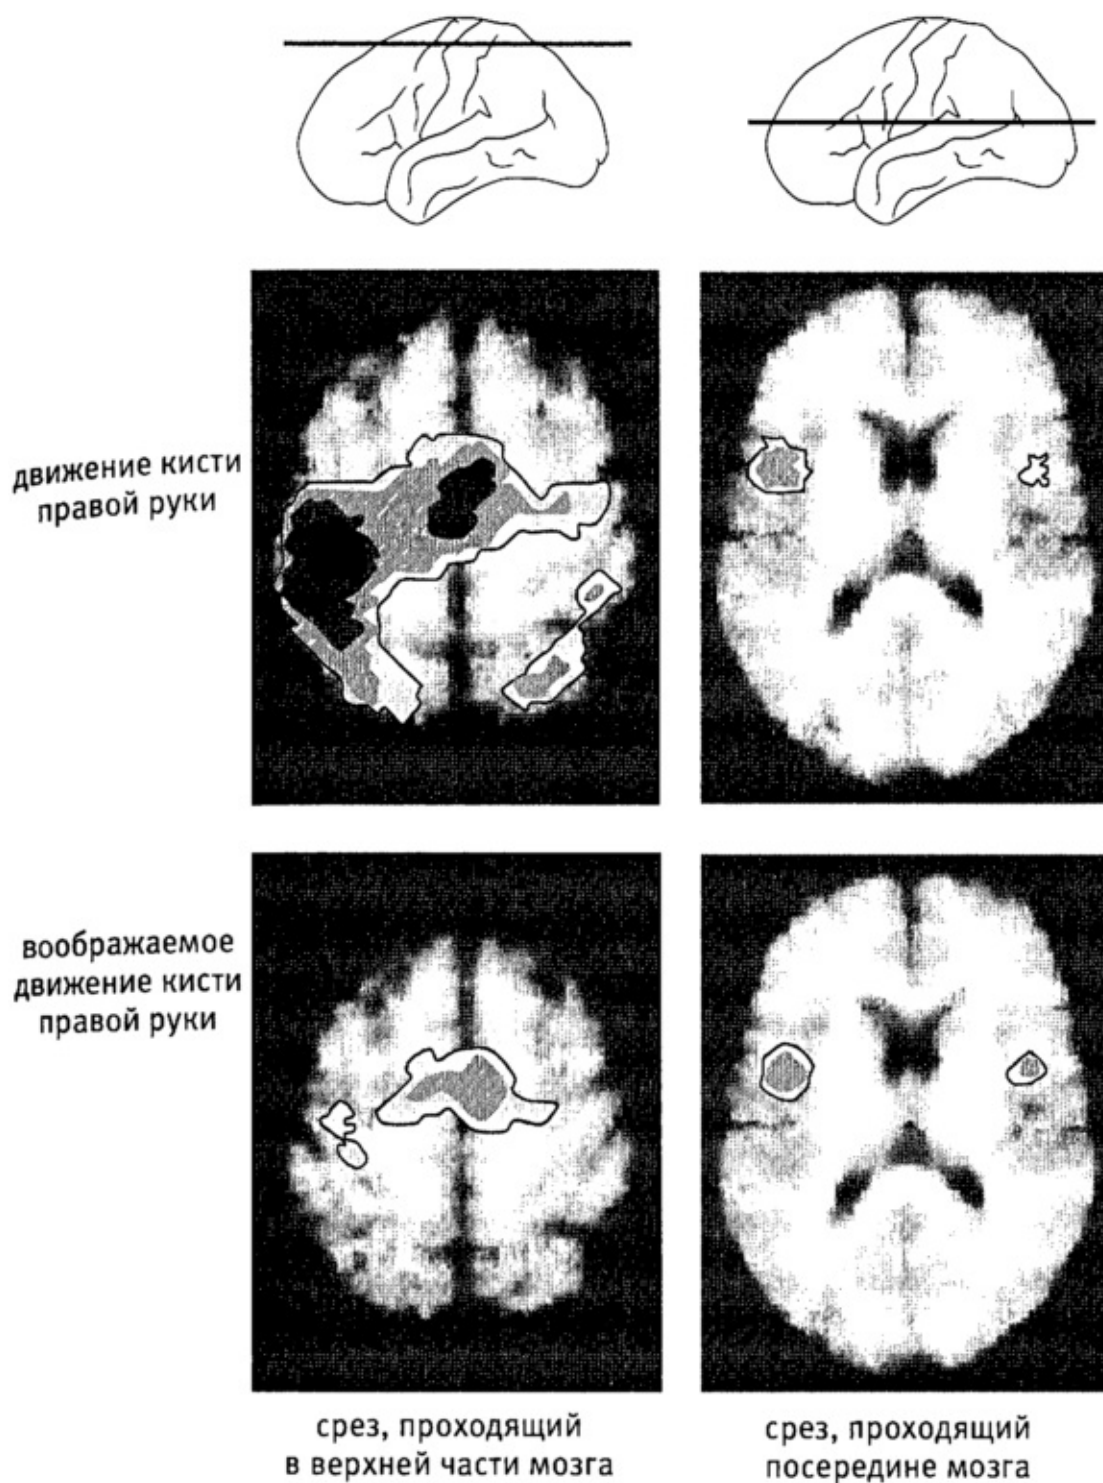 движение кисти
правой руки
воображаемое
движение кисти
правой руки
срез, проходящий
в верхней части мозга
срез, проходящий
посередине мозга